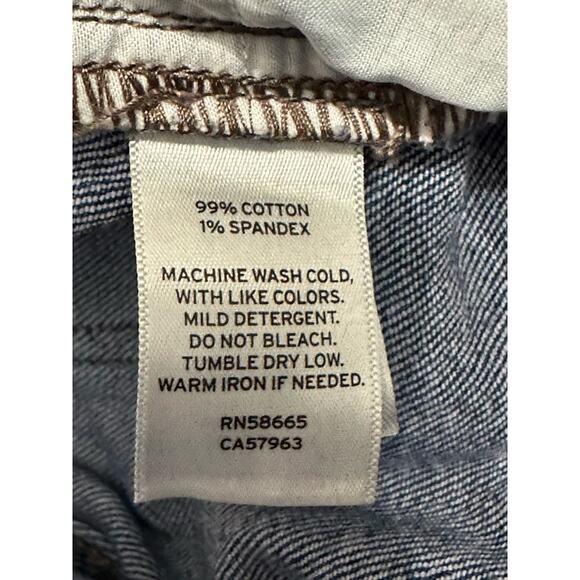 99% COTTON
1% SPANDEX
MACHINE WASH COLD,
WITH LIKE COLORS.
MILD DETERGENT.
DO NOT BLEACH.
TUMBLE DRY LOW.
WARM IRON IF NEEDED.
RN58665
CA57963